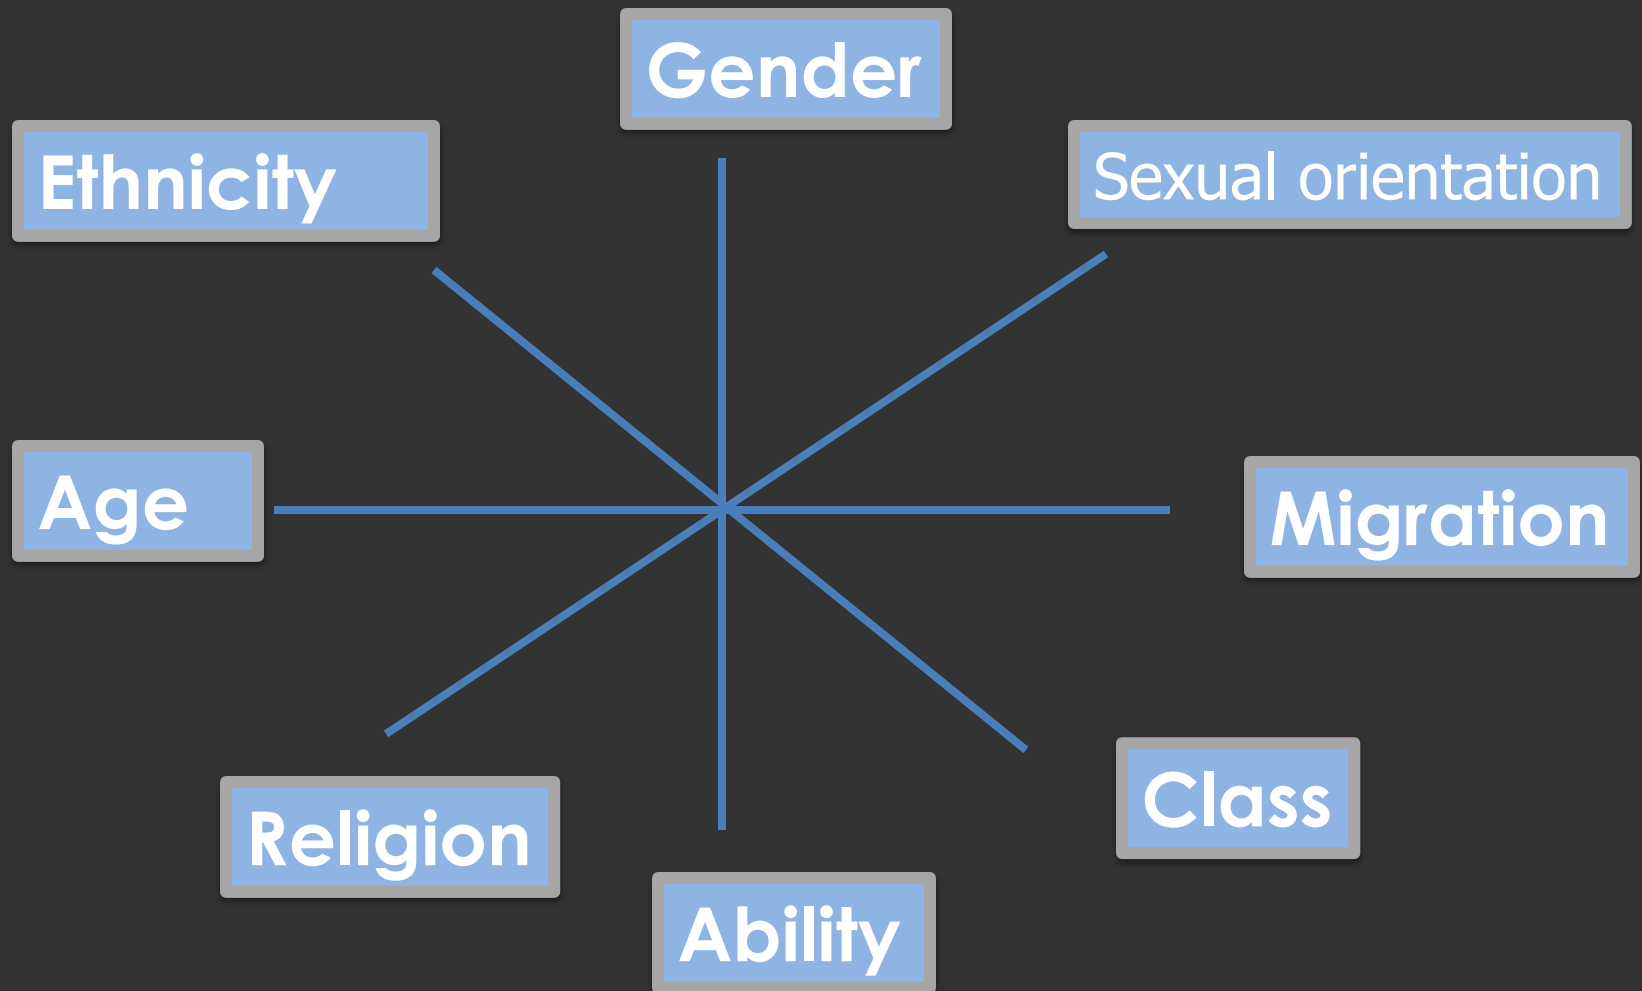 Gender
Ethnicity
Sexual orientation
Age
Migration
Class
Religion
Ability